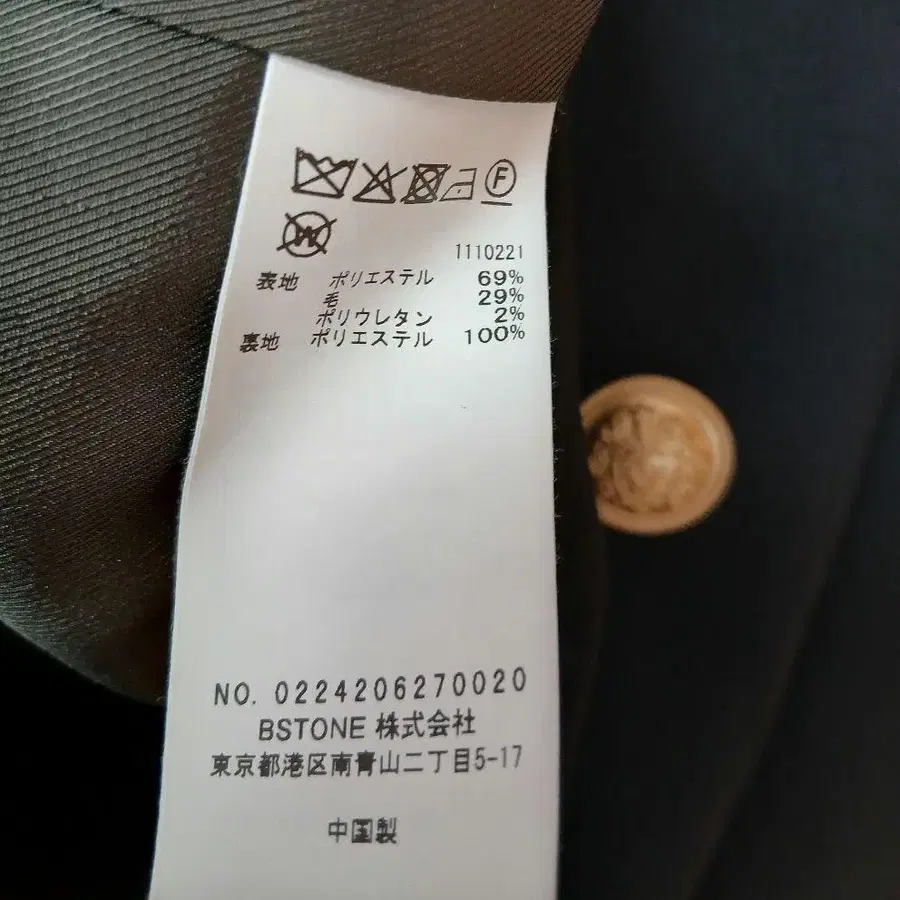 F
W
1110221
表地 ポリエステル 69%
毛 29%
ポリウレタン 2%
裏地 ポリエステル 100%
NO. 0224206270020
BSTONE 株式会社
東京都港区南青山二丁目5-17
中国製